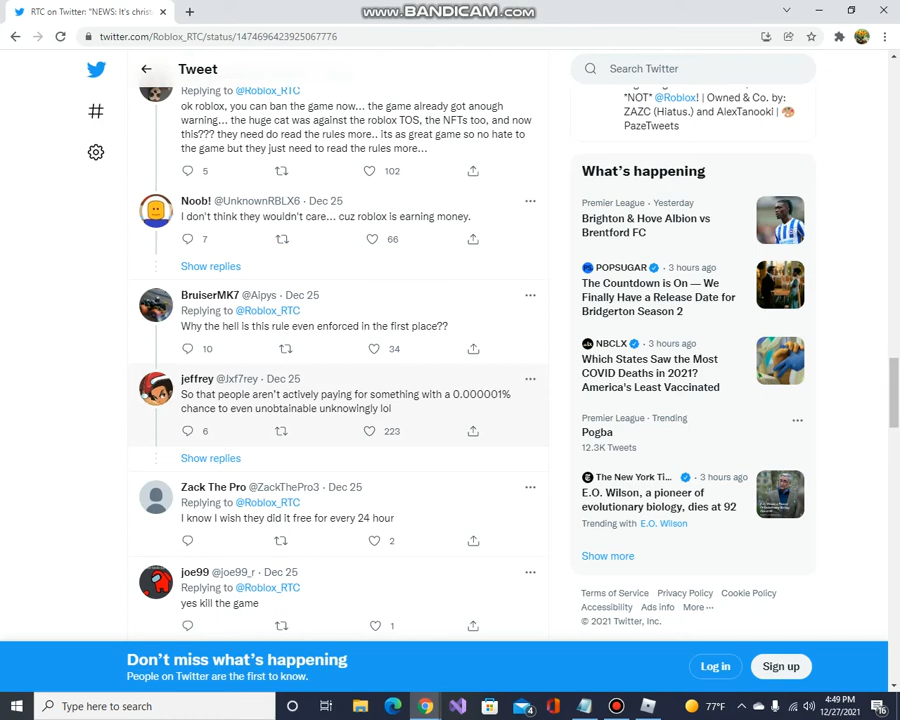 www.BANDICAM.com
RTC on Twitter: "NEWS: It's christ
twitter.com/Roblox_RTC/status/1474696423925067776
Tweet
Replying to @Roblox_RTC
ok roblox, you can ban the game now... the game already got anough
warning... the huge cat was against the roblox TOS, the NFTs too, and now
this??? they need do read the rules more.. its as great game so no hate to
the game but they just need to read the rules more...
5 102
Noob! @UnknownRBLX6 · Dec 25
I don't think they wouldn't care... cuz roblox is earning money.
7 66
Show replies
BruiserMK7 @Aipys · Dec 25
Replying to @Roblox_RTC
Why the hell is this rule even enforced in the first place??
10 34
jeffrey @Jxf7rey · Dec 25
So that people aren't actively paying for something with a 0.000001%
chance to even unobtainable unknowingly lol
6 223
Show replies
Zack The Pro @ZackThePro3 · Dec 25
Replying to @Roblox_RTC
I know I wish they did it free for every 24 hour
2
joe99 @joe99_r · Dec 25
Replying to @Roblox_RTC
yes kill the game
1
Search Twitter
*NOT* @Roblox! | Owned & Co. by:
ZAZC (Hiatus.) and AlexTanooki | 🎨
PazeTweets
What's happening
Premier League · Yesterday
Brighton & Hove Albion vs
Brentford FC
POPSUGAR · 3 hours ago
The Countdown is On — We
Finally Have a Release Date for
Bridgerton Season 2
NBCLX · 3 hours ago
Which States Saw the Most
COVID Deaths in 2021?
America's Least Vaccinated
Premier League · Trending
Pogba
12.3K Tweets
The New York Ti... · 3 hours ago
E.O. Wilson, a pioneer of
evolutionary biology, dies at 92
Trending with E.O. Wilson
Show more
Terms of Service Privacy Policy Cookie Policy
Accessibility Ads info More ···
© 2021 Twitter, Inc.
Don't miss what's happening
People on Twitter are the first to know.
Log in Sign up
Type here to search
4
77°F
4:49 PM
12/27/2021
16